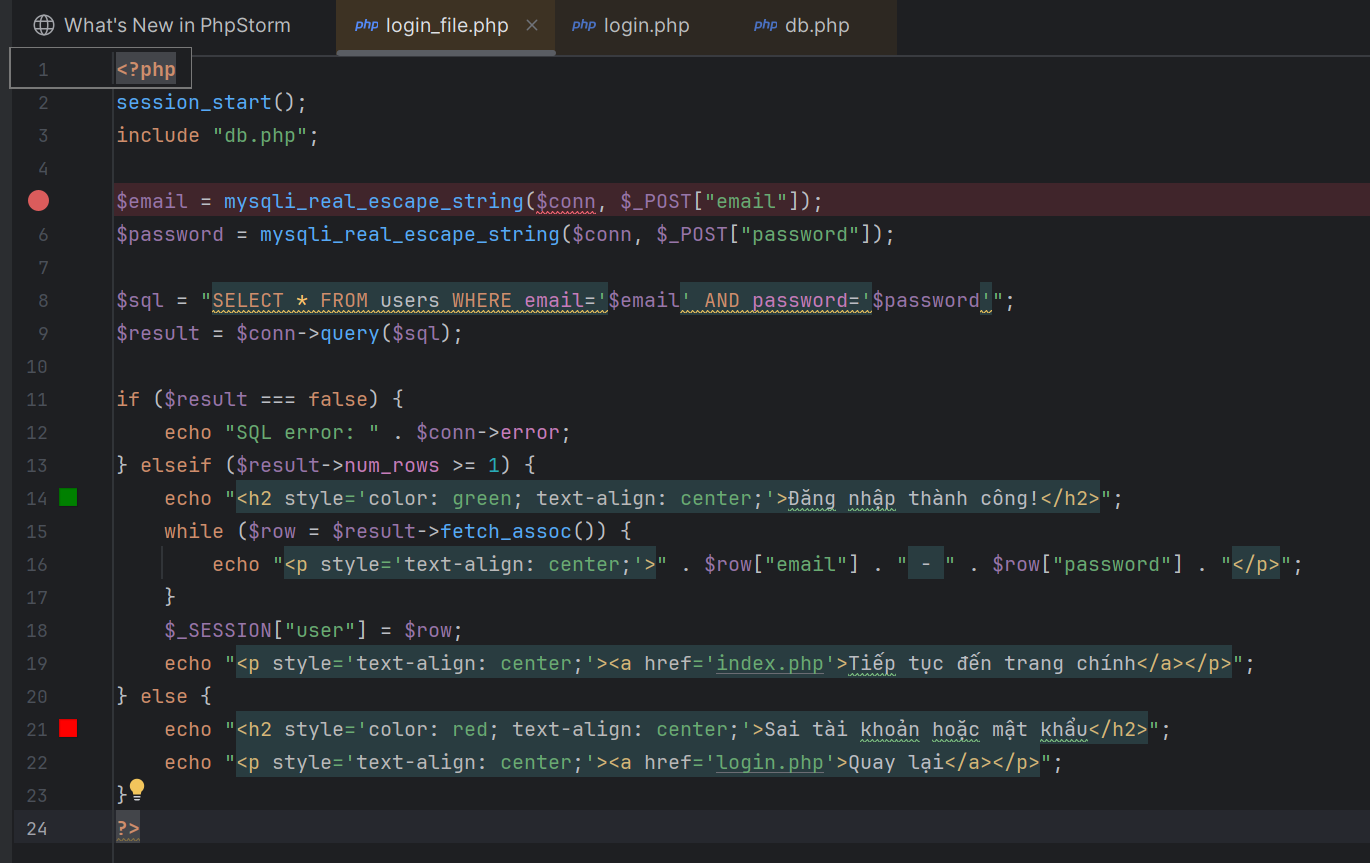 What's New in PhpStorm php login_file.php × php login.php php db.php
1 <?php
2 session_start();
3 include "db.php";
4
$email = mysqli_real_escape_string($conn, $_POST["email"]);
6 $password = mysqli_real_escape_string($conn, $_POST["password"]);
7
8 $sql = "SELECT * FROM users WHERE email='$email' AND password='$password'";
9 $result = $conn->query($sql);
10
11 if ($result === false) {
12     echo "SQL error: " . $conn->error;
13 } elseif ($result->num_rows >= 1) {
14     echo "<h2 style='color: green; text-align: center;'>Đăng nhập thành công!</h2>";
15     while ($row = $result->fetch_assoc()) {
16         echo "<p style='text-align: center;'>" . $row["email"] . " - " . $row["password"] . "</p>";
17     }
18     $_SESSION["user"] = $row;
19     echo "<p style='text-align: center;'><a href='index.php'>Tiếp tục đến trang chính</a></p>";
20 } else {
21     echo "<h2 style='color: red; text-align: center;'>Sai tài khoản hoặc mật khẩu</h2>";
22     echo "<p style='text-align: center;'><a href='login.php'>Quay lại</a></p>";
23 }
24 ?>